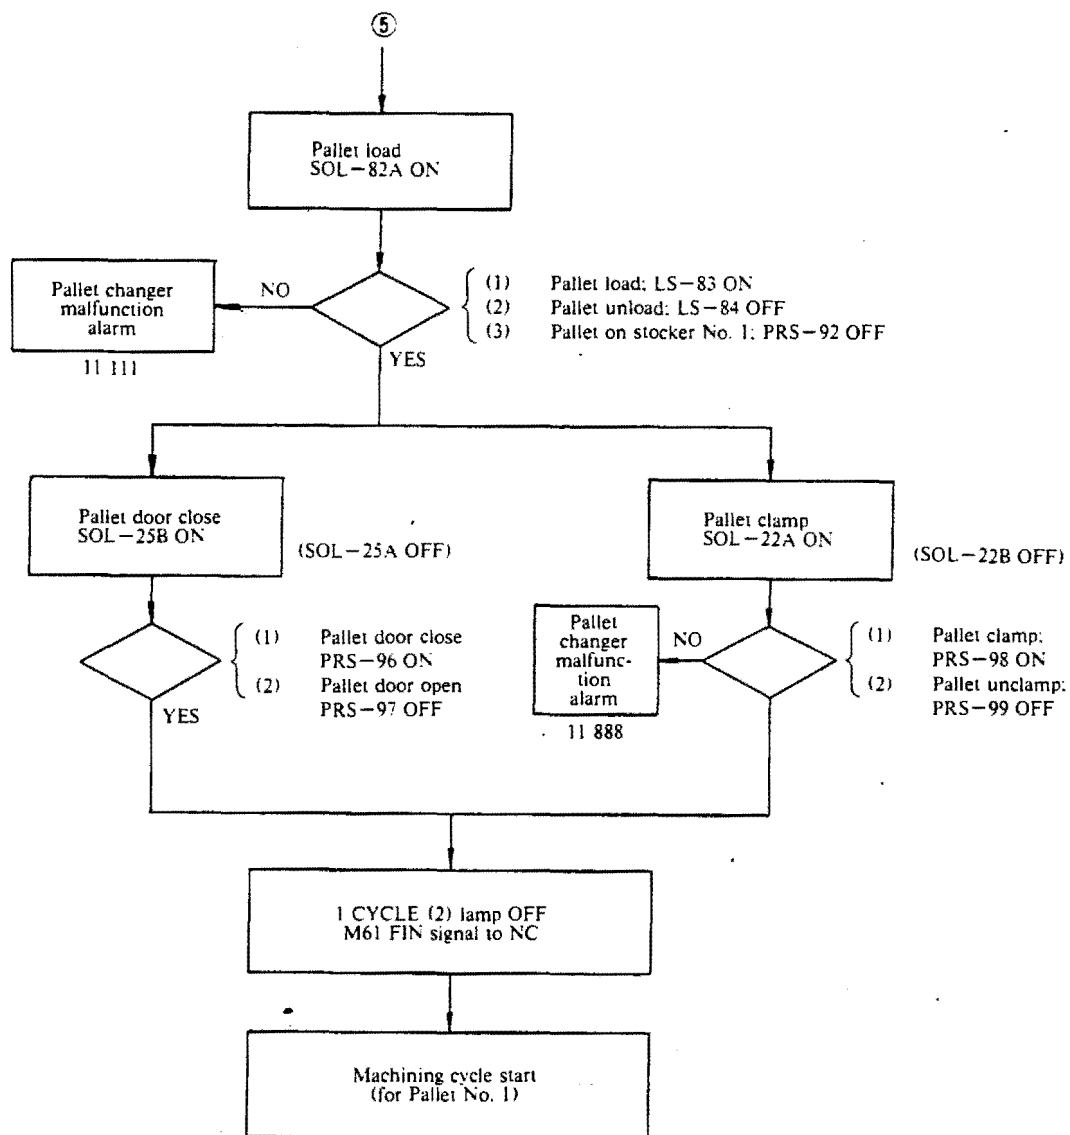 ⑤
Pallet load
SOL-82A ON
Pallet changer
malfunction
alarm
11 111
NO
YES
(1) Pallet load; LS-83 ON
(2) Pallet unload; LS-84 OFF
(3) Pallet on stocker No. 1; PRS-92 OFF
Pallet door close
SOL-25B ON
(SOL-25A OFF)
Pallet clamp
SOL-22A ON
(SOL-22B OFF)
(1) Pallet door close
PRS-96 ON
(2) Pallet door open
PRS-97 OFF
YES
Pallet
changer
malfunc-
tion
alarm
11 888
NO
(1) Pallet clamp;
PRS-98 ON
(2) Pallet unclamp;
PRS-99 OFF
1 CYCLE (2) lamp OFF
M61 FIN signal to NC
Machining cycle start
(for Pallet No. 1)